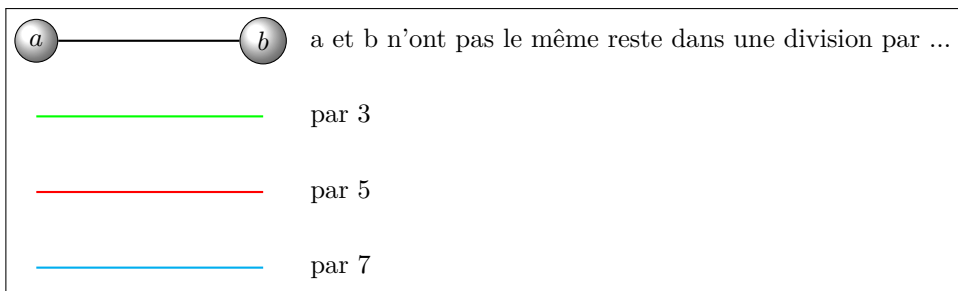 a b a et b n'ont pas le même reste dans une division par ...
par 3
par 5
par 7